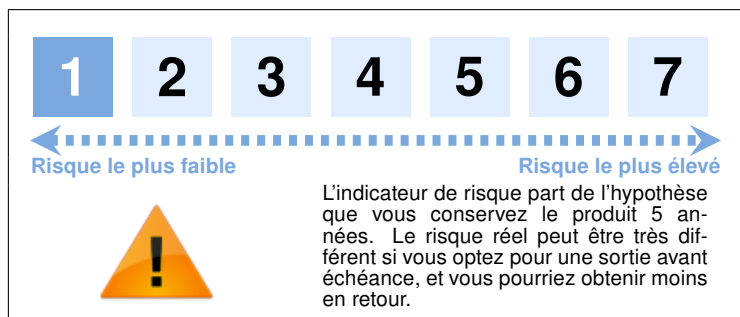 1 2 3 4 5 6 7
Risque le plus faible Risque le plus élevé
L'indicateur de risque part de l'hypothèse
que vous conservez le produit 5 an-
nées. Le risque réel peut être très dif-
férent si vous optez pour une sortie avant
échéance, et vous pourriez obtenir moins
en retour.